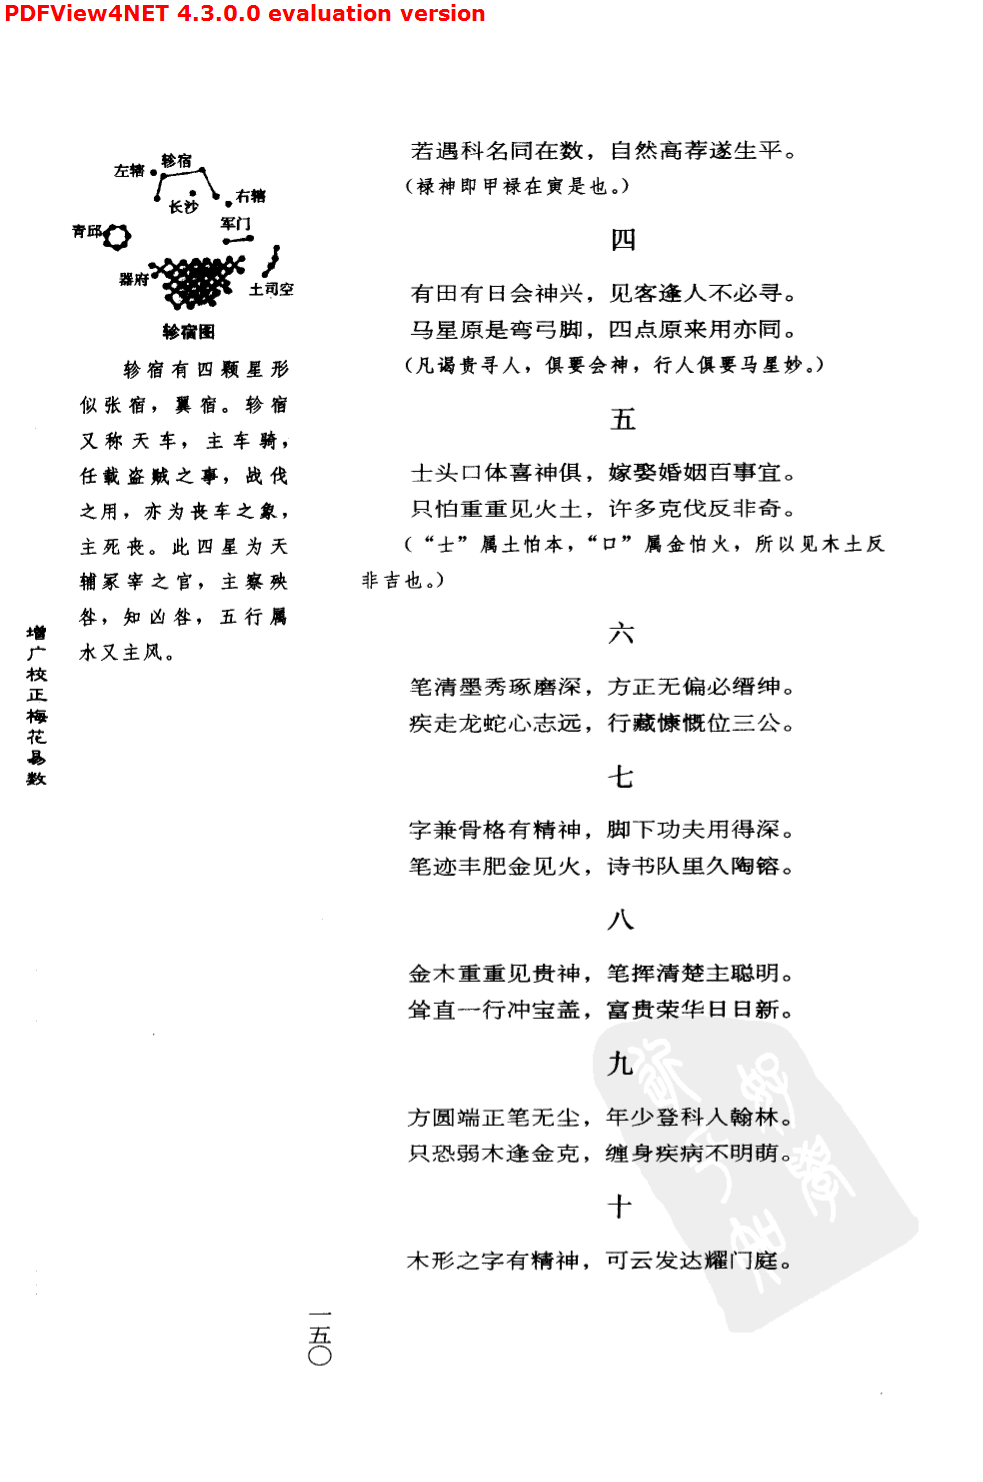 PDFView4NET 4.3.0.0 evaluation version
左辖
轸宿
长沙
右辖
军门
青邱
器府
土司空
轸宿图
轸宿有四颗星形
似张宿，翼宿。轸宿
又称天车，主车骑，
任载盗贼之事，战伐
之用，亦为丧车之象，
主死丧。此四星为天
辅冢宰之官，主察殃
咎，知凶咎，五行属
水又主风。
增广校正梅花易数
若遇科名同在数，自然高荐遂生平。
（禄神即甲禄在寅是也。）
四
有田有日会神兴，见客逢人不必寻。
马星原是弯弓脚，四点原来用亦同。
（凡谒贵寻人，俱要会神，行人俱要马星妙。）
五
士头口体喜神俱，嫁娶婚姻百事宜。
只怕重重见火土，许多克伐反非奇。
（“士”属土怕本，“口”属金怕火，所以见木土反
非吉也。）
六
笔清墨秀琢磨深，方正无偏必缙绅。
疾走龙蛇心志远，行藏慷慨位三公。
七
字兼骨格有精神，脚下功夫用得深。
笔迹丰肥金见火，诗书队里久陶镕。
八
金木重重见贵神，笔挥清楚主聪明。
耸直一行冲宝盖，富贵荣华日日新。
九
方圆端正笔无尘，年少登科入翰林。
只恐弱木逢金克，缠身疾病不明萌。
十
木形之字有精神，可云发达耀门庭。
一五〇